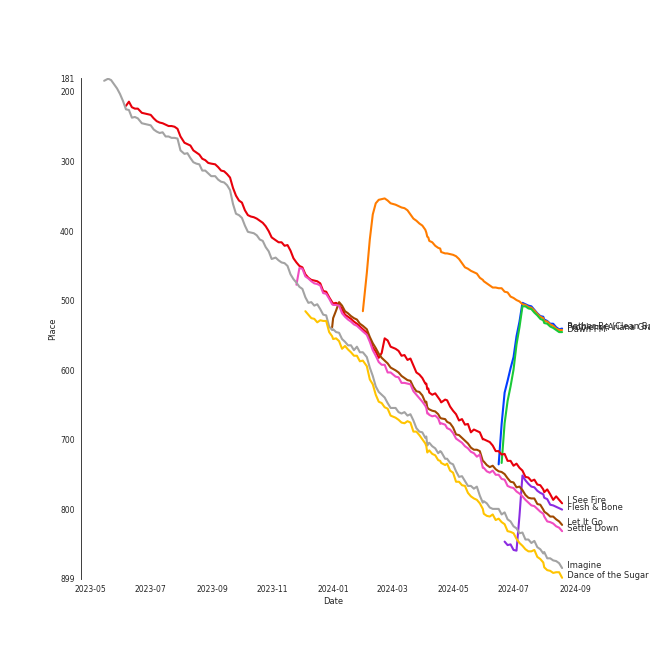 181
200
300
400
500
600
700
800
899
Place
2023-05
2023-07
2023-09
2023-11
2024-01
2024-03
2024-05
2024-07
2024-09
Date
Dawn FM
I See Fire
Flesh & Bone
Let It Go
Settle Down
Imagine
Dance of the Sugar